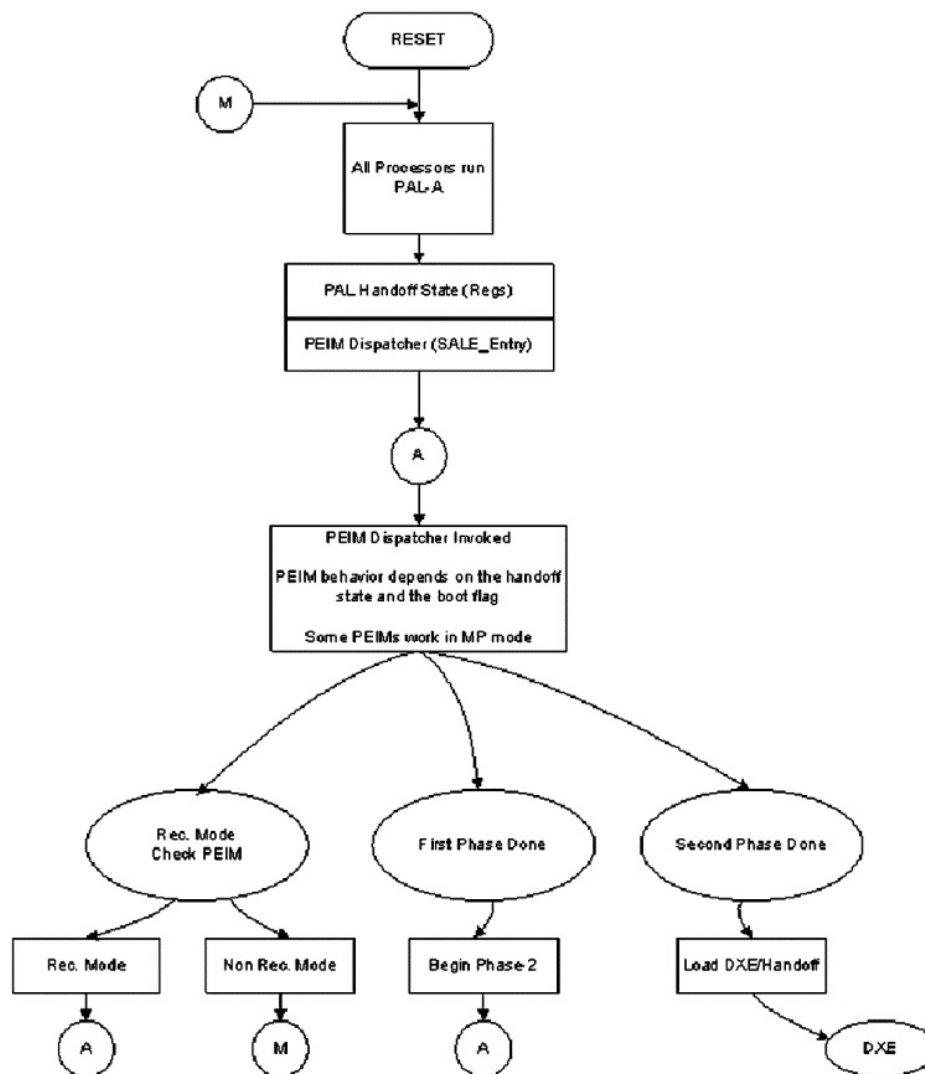 RESET
M
All Processors run
PAL-A
PAL Handoff State (Regs)
PEIM Dispatcher (SALE_Entry)
A
PEIM Dispatcher Invoked
PEIM behavior depends on the handoff
state and the boot flag
Some PEIMs work in MP mode
Rec. Mode
Check PEIM
First Phase Done
Second Phase Done
Rec. Mode
Non Rec. Mode
Begin Phase-2
Load DXE/Handoff
A
M
A
DXE